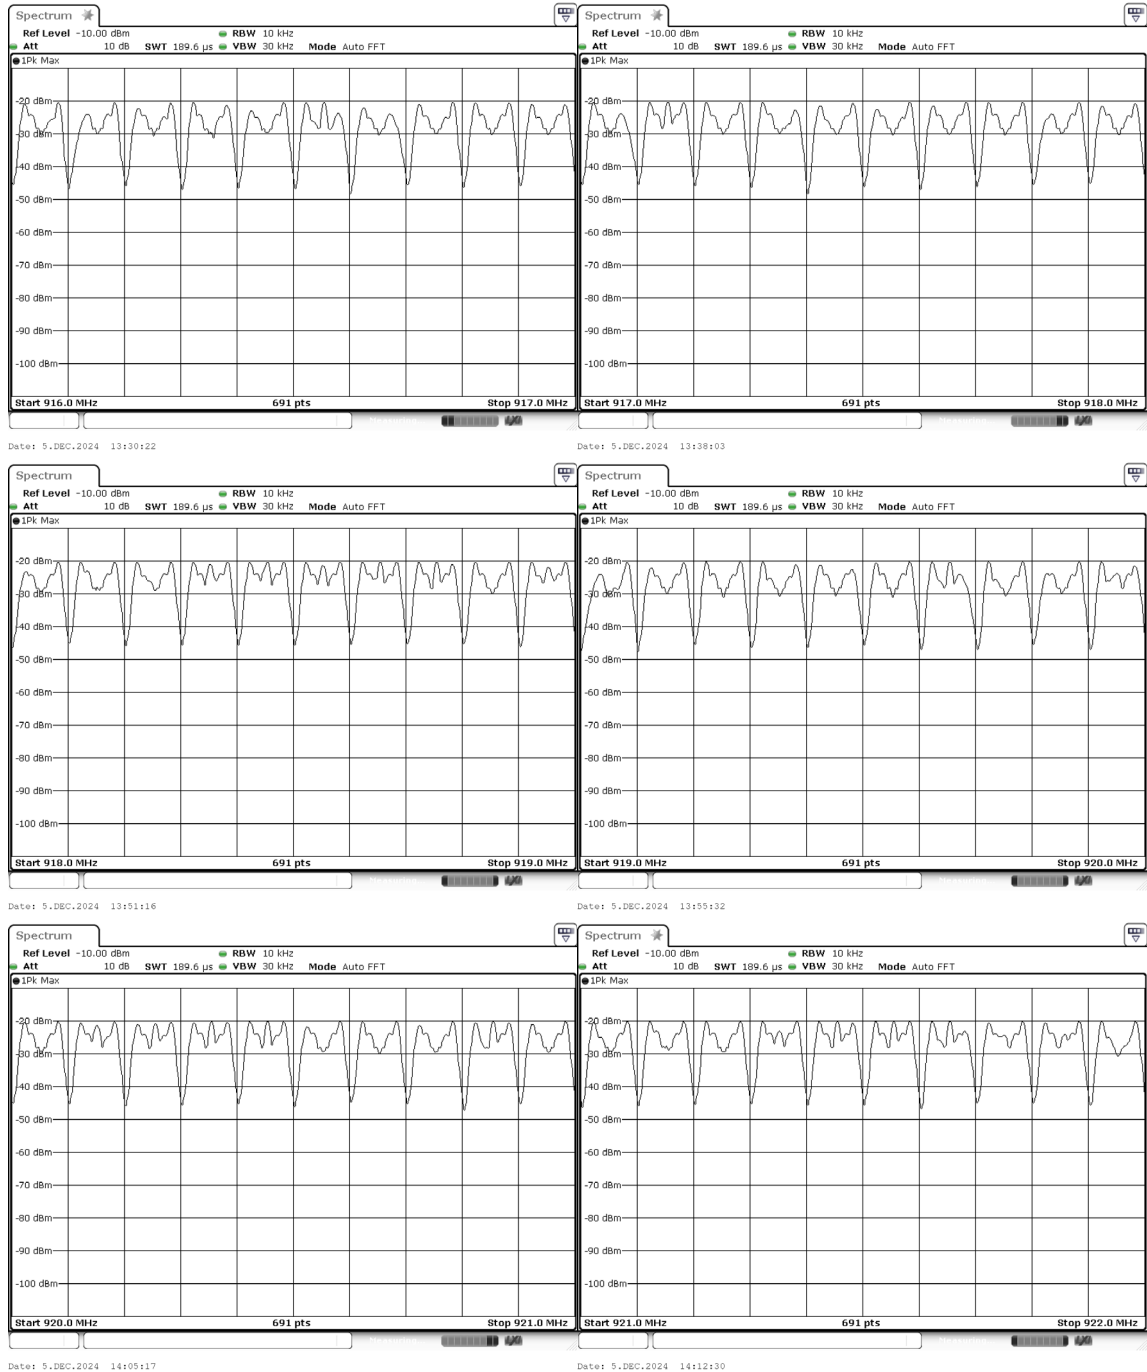 Spectrum
Ref Level -10.00 dBm RBW 10 kHz
Att 10 dB SWT 189.6 µs VBW 30 kHz Mode Auto FFT
1Pk Max
-20 dBm
-30 dBm
-40 dBm
-50 dBm
-60 dBm
-70 dBm
-80 dBm
-90 dBm
-100 dBm
Start 916.0 MHz 691 pts Stop 917.0 MHz
Date: 5.DEC.2024 13:30:22
Spectrum
Ref Level -10.00 dBm RBW 10 kHz
Att 10 dB SWT 189.6 µs VBW 30 kHz Mode Auto FFT
1Pk Max
-20 dBm
-30 dBm
-40 dBm
-50 dBm
-60 dBm
-70 dBm
-80 dBm
-90 dBm
-100 dBm
Start 917.0 MHz 691 pts Stop 918.0 MHz
Date: 5.DEC.2024 13:38:03
Spectrum
Ref Level -10.00 dBm RBW 10 kHz
Att 10 dB SWT 189.6 µs VBW 30 kHz Mode Auto FFT
1Pk Max
-20 dBm
-30 dBm
-40 dBm
-50 dBm
-60 dBm
-70 dBm
-80 dBm
-90 dBm
-100 dBm
Start 918.0 MHz 691 pts Stop 919.0 MHz
Date: 5.DEC.2024 13:51:16
Spectrum
Ref Level -10.00 dBm RBW 10 kHz
Att 10 dB SWT 189.6 µs VBW 30 kHz Mode Auto FFT
1Pk Max
-20 dBm
-30 dBm
-40 dBm
-50 dBm
-60 dBm
-70 dBm
-80 dBm
-90 dBm
-100 dBm
Start 919.0 MHz 691 pts Stop 920.0 MHz
Date: 5.DEC.2024 13:55:32
Spectrum
Ref Level -10.00 dBm RBW 10 kHz
Att 10 dB SWT 189.6 µs VBW 30 kHz Mode Auto FFT
1Pk Max
-20 dBm
-30 dBm
-40 dBm
-50 dBm
-60 dBm
-70 dBm
-80 dBm
-90 dBm
-100 dBm
Start 920.0 MHz 691 pts Stop 921.0 MHz
Date: 5.DEC.2024 14:05:17
Spectrum
Ref Level -10.00 dBm RBW 10 kHz
Att 10 dB SWT 189.6 µs VBW 30 kHz Mode Auto FFT
1Pk Max
-20 dBm
-30 dBm
-40 dBm
-50 dBm
-60 dBm
-70 dBm
-80 dBm
-90 dBm
-100 dBm
Start 921.0 MHz 691 pts Stop 922.0 MHz
Date: 5.DEC.2024 14:12:30